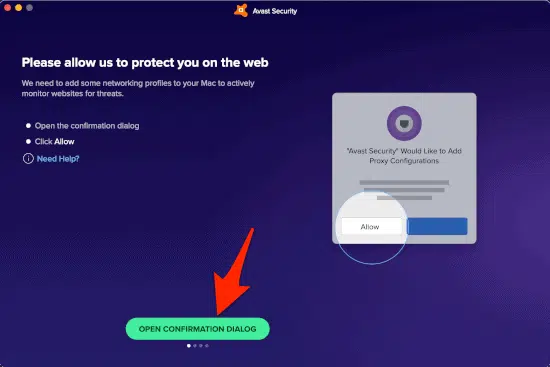 Avast Security
Please allow us to protect you on the web
We need to add some networking profiles to your Mac to actively
monitor websites for threats.
Open the confirmation dialog
Click Allow
Need Help?
"Avast Security" Would Like to Add
Proxy Configurations
Allow
OPEN CONFIRMATION DIALOG